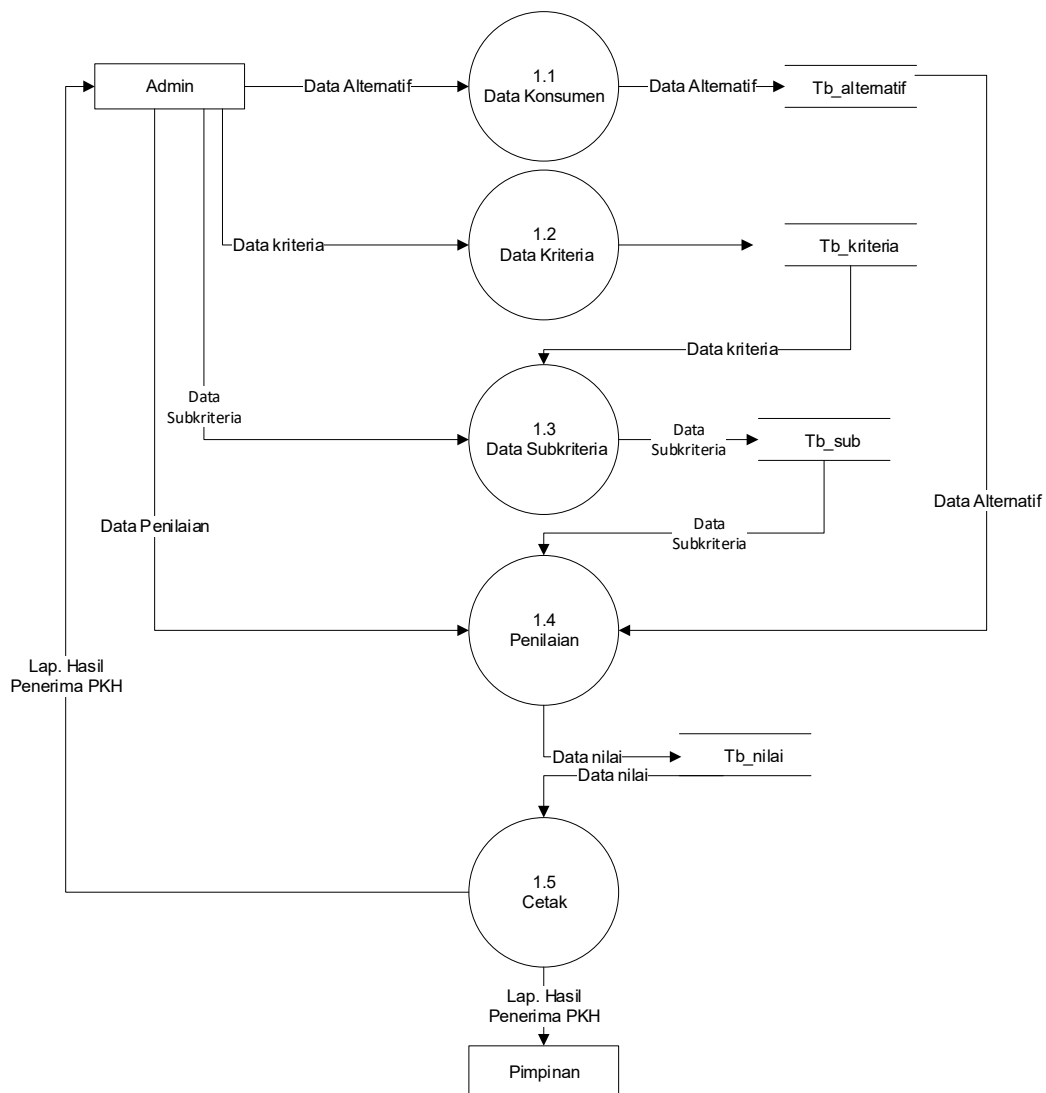 Admin
Data Alternatif
1.1
Data Konsumen
Data Alternatif
Tb_alternatif
Data kriteria
1.2
Data Kriteria
Tb_kriteria
Data kriteria
Data
Subkriteria
1.3
Data Subkriteria
Data
Subkriteria
Tb_sub
Data Penilaian
Data
Subkriteria
Data Alternatif
1.4
Penilaian
Lap. Hasil
Penerima PKH
Data nilai
Tb_nilai
Data nilai
1.5
Cetak
Lap. Hasil
Penerima PKH
Pimpinan